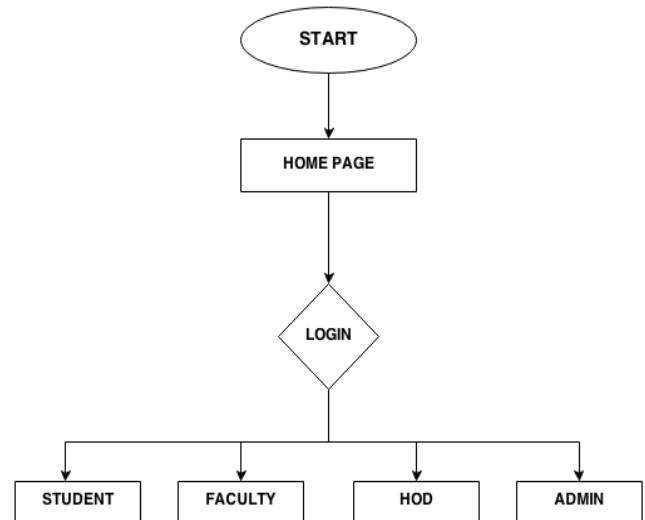 START
HOME PAGE
LOGIN
STUDENT
FACULTY
HOD
ADMIN